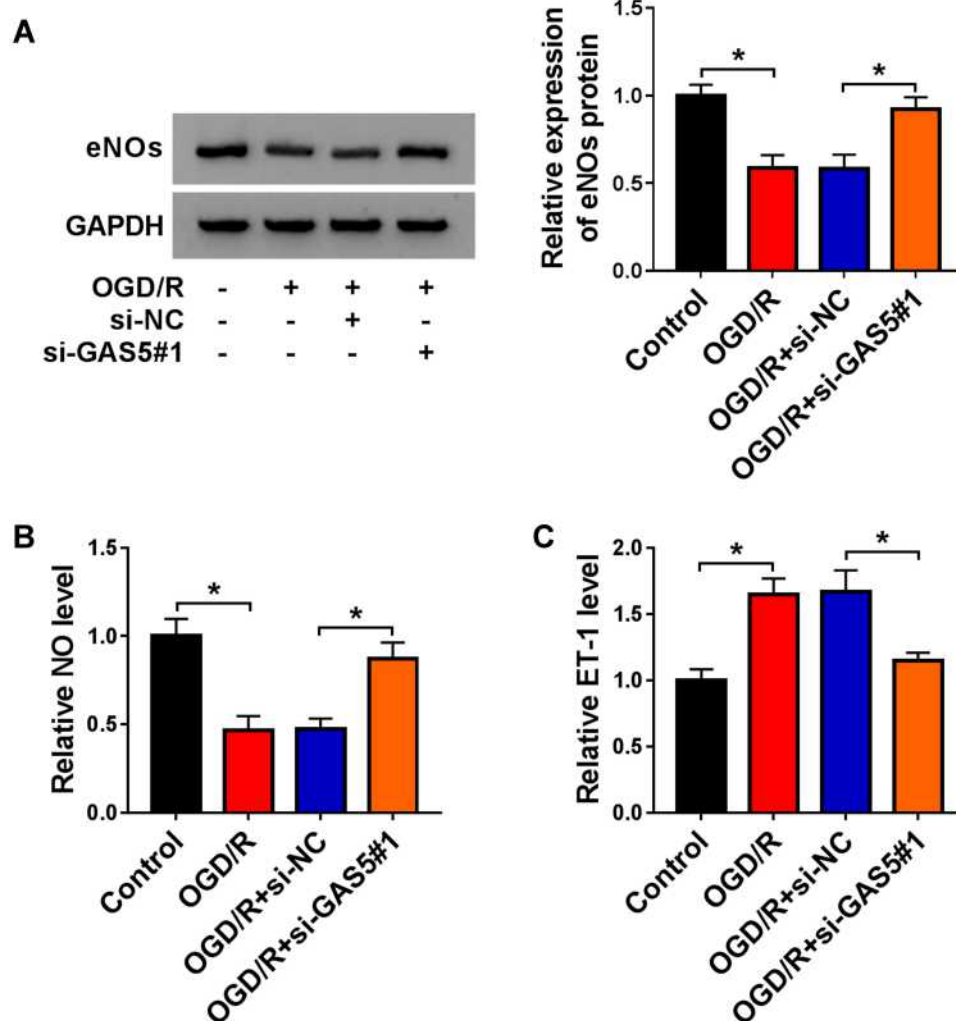 A
eNOs
GAPDH
OGD/R - + + +
si-NC - - + -
si-GAS5#1 - - - +
Relative expression
of eNOs protein
1.5
1.0
0.5
0.0
*
*
Control
OGD/R
OGD/R+si-NC
OGD/R+si-GAS5#1
B
Relative NO level
1.5
1.0
0.5
0.0
*
*
Control
OGD/R
OGD/R+si-NC
OGD/R+si-GAS5#1
C
Relative ET-1 level
2.0
1.5
1.0
0.5
0.0
*
*
Control
OGD/R
OGD/R+si-NC
OGD/R+si-GAS5#1